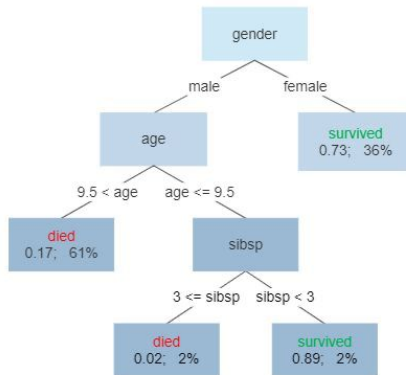 gender
male female
age
survived
0.73; 36%
9.5 < age age <= 9.5
died
0.17; 61%
sibsp
3 <= sibsp sibsp < 3
died
0.02; 2%
survived
0.89; 2%